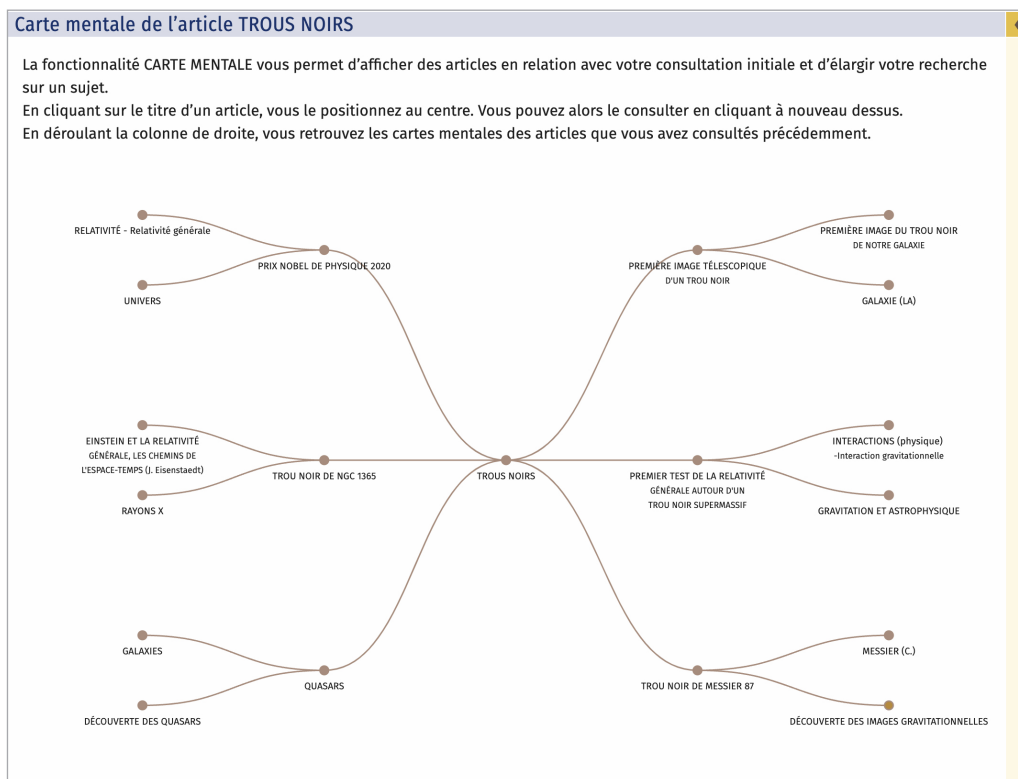 Carte mentale de l'article TROUS NOIRS
La fonctionnalité CARTE MENTALE vous permet d'afficher des articles en relation avec votre consultation initiale et d'élargir votre recherche
sur un sujet.
En cliquant sur le titre d'un article, vous le positionnez au centre. Vous pouvez alors le consulter en cliquant à nouveau dessus.
En déroulant la colonne de droite, vous retrouvez les cartes mentales des articles que vous avez consultés précédemment.
RELATIVITÉ - Relativité générale
PRIX NOBEL DE PHYSIQUE 2020
UNIVERS
PREMIÈRE IMAGE DU TROU NOIR
DE NOTRE GALAXIE
PREMIÈRE IMAGE TÉLESCOPIQUE
D'UN TROU NOIR
GALAXIE (LA)
EINSTEIN ET LA RELATIVITÉ
GÉNÉRALE, LES CHEMINS DE
L'ESPACE-TEMPS (J. Eisenstaedt)
TROU NOIR DE NGC 1365
RAYONS X
TROUS NOIRS
INTERACTIONS (physique)
-Interaction gravitationnelle
PREMIER TEST DE LA RELATIVITÉ
GÉNÉRALE AUTOUR D'UN
TROU NOIR SUPERMASSIF
GRAVITATION ET ASTROPHYSIQUE
GALAXIES
QUASARS
DÉCOUVERTE DES QUASARS
MESSIER (C.)
TROU NOIR DE MESSIER 87
DÉCOUVERTE DES IMAGES GRAVITATIONNELLES